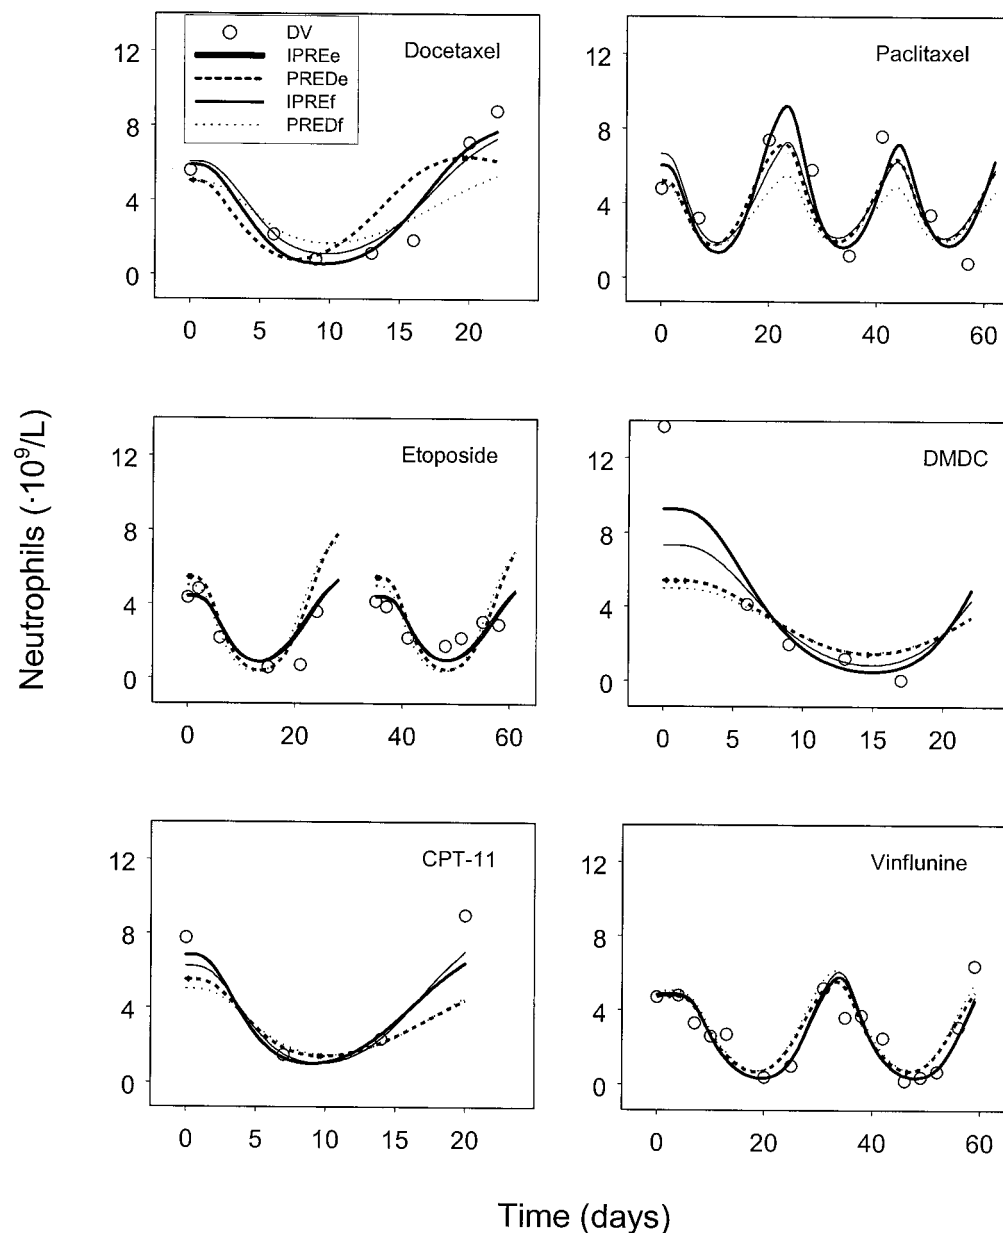 DV
IPREe
PREDe
IPREf
PREDf
Docetaxel
12
8
4
0
0 5 10 15 20
Paclitaxel
12
8
4
0
0 20 40 60
Neutrophils (·10⁹/L)
Etoposide
12
8
4
0
0 20 40 60
DMDC
12
8
4
0
0 5 10 15 20
CPT-11
12
8
4
0
0 5 10 15 20
Vinflunine
12
8
4
0
0 20 40 60
Time (days)